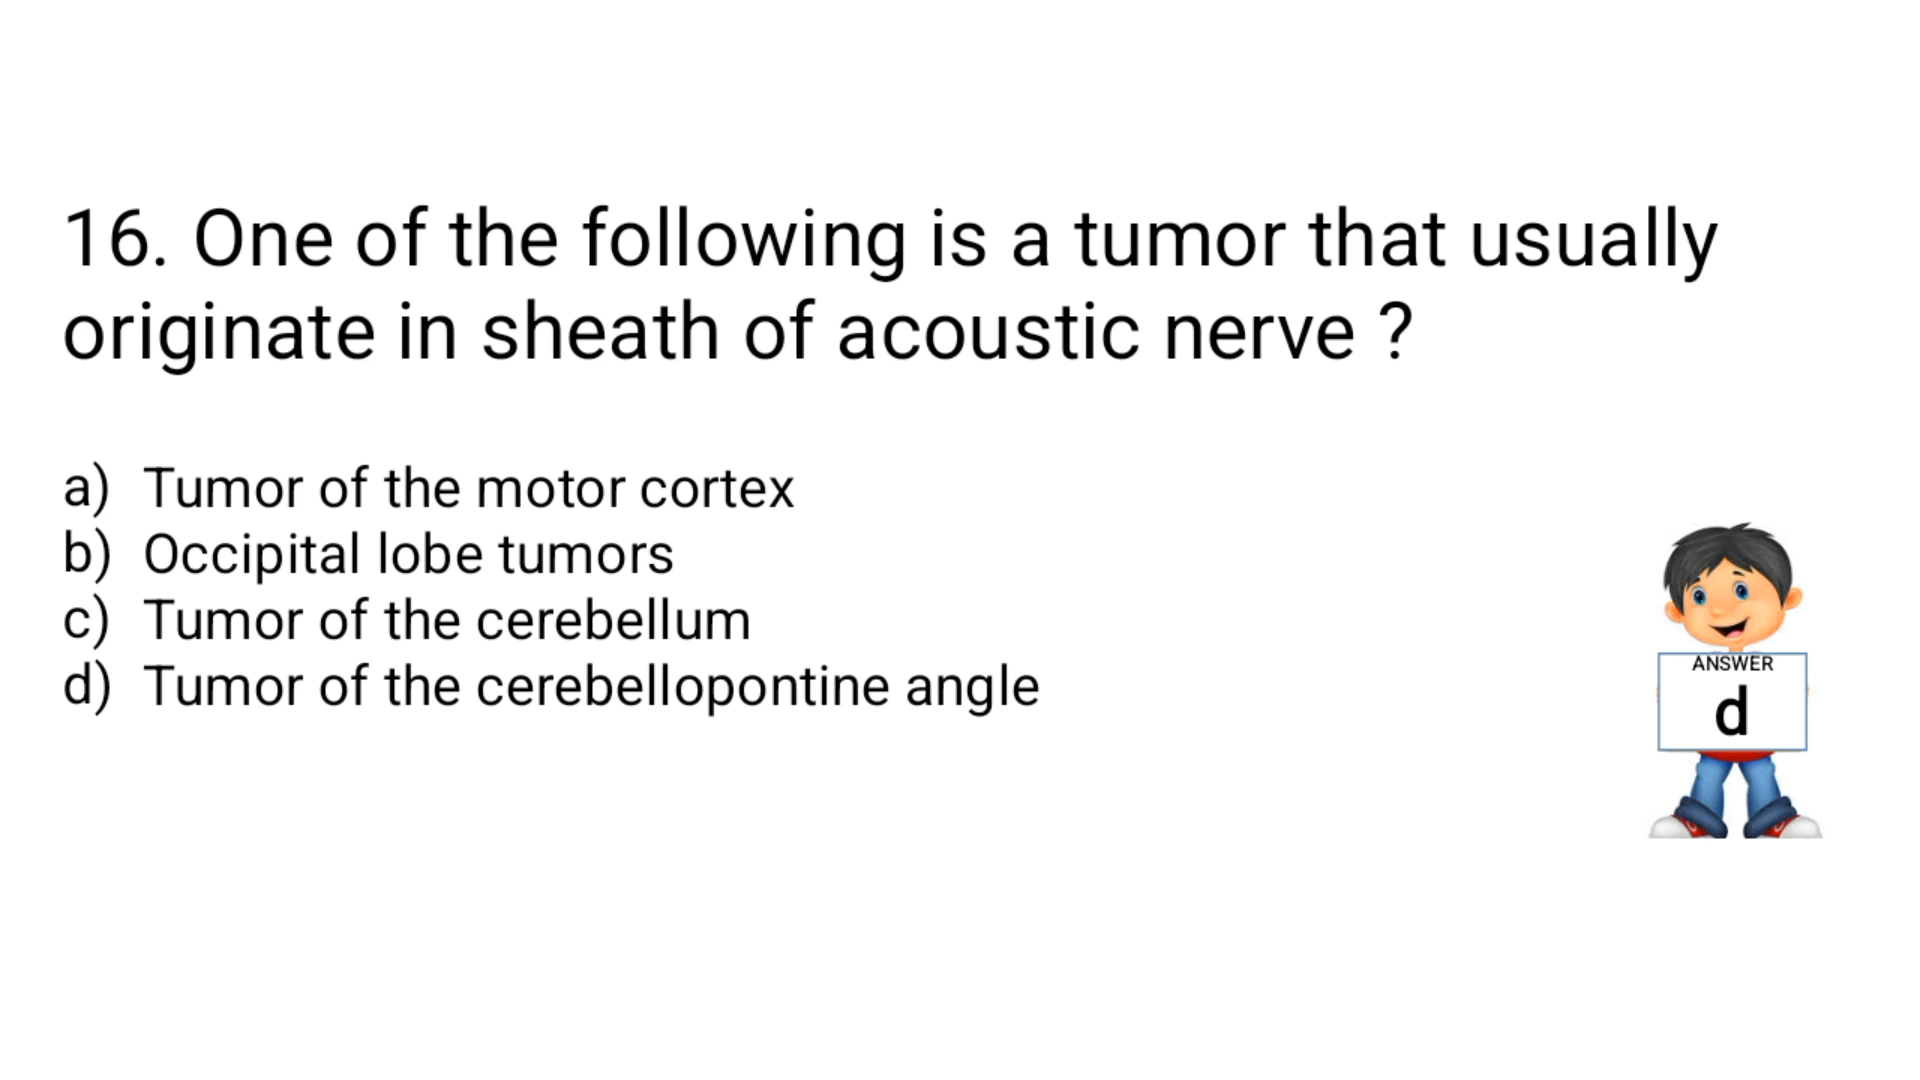 16. One of the following is a tumor that usually
originate in sheath of acoustic nerve ?
a) Tumor of the motor cortex
b) Occipital lobe tumors
c) Tumor of the cerebellum
d) Tumor of the cerebellopontine angle
ANSWER
d